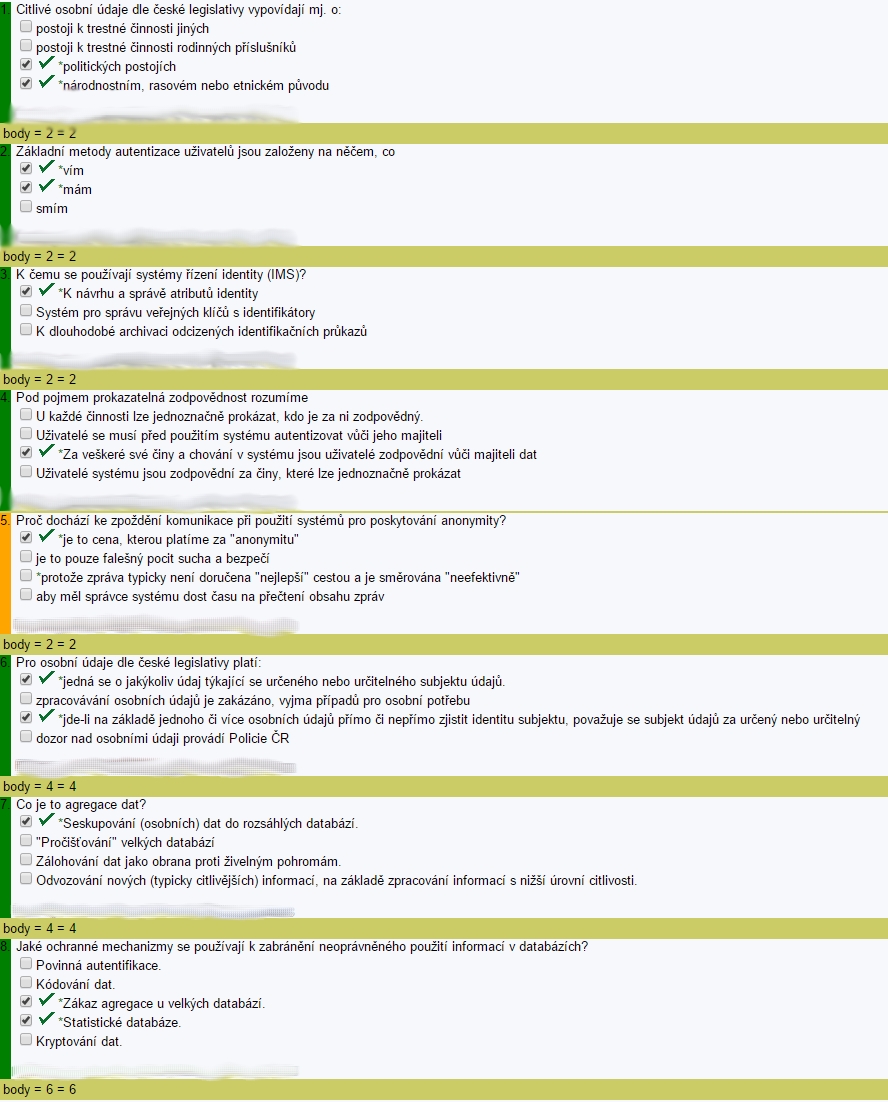 1. Citlivé osobní údaje dle české legislativy vypovídají mj. o:
postoji k trestné činnosti jiných
postoji k trestné činnosti rodinných příslušníků
*politických postojích
*národnostním, rasovém nebo etnickém původu
body = 2 = 2
2. Základní metody autentizace uživatelů jsou založeny na něčem, co
*vím
*mám
smím
body = 2 = 2
3. K čemu se používají systémy řízení identity (IMS)?
*K návrhu a správě atributů identity
Systém pro správu veřejných klíčů s identifikátory
K dlouhodobé archivaci odcizených identifikačních průkazů
body = 2 = 2
4. Pod pojmem prokazatelná zodpovědnost rozumíme
U každé činnosti lze jednoznačně prokázat, kdo je za ni zodpovědný.
Uživatelé se musí před použitím systému autentizovat vůči jeho majiteli
*Za veškeré své činy a chování v systému jsou uživatelé zodpovědní vůči majiteli dat
Uživatelé systému jsou zodpovědní za činy, které lze jednoznačně prokázat
5. Proč dochází ke zpoždění komunikace při použití systémů pro poskytování anonymity?
*je to cena, kterou platíme za "anonymitu"
je to pouze falešný pocit sucha a bezpečí
*protože zpráva typicky není doručena "nejlepší" cestou a je směrována "neefektivně"
aby měl správce systému dost času na přečtení obsahu zpráv
body = 2 = 2
6. Pro osobní údaje dle české legislativy platí:
*jedná se o jakýkoliv údaj týkající se určeného nebo určitelného subjektu údajů.
zpracovávání osobních údajů je zakázáno, vyjma případů pro osobní potřebu
*jde-li na základě jednoho či více osobních údajů přímo či nepřímo zjistit identitu subjektu, považuje se subjekt údajů za určený nebo určitelný
dozor nad osobními údaji provádí Policie ČR
body = 4 = 4
7. Co je to agregace dat?
*Seskupování (osobních) dat do rozsáhlých databází.
"Pročišťování" velkých databází
Zálohování dat jako obrana proti živelným pohromám.
Odvozování nových (typicky citlivějších) informací, na základě zpracování informací s nižší úrovní citlivosti.
body = 4 = 4
8. Jaké ochranné mechanizmy se používají k zabránění neoprávněného použití informací v databázích?
Povinná autentifikace.
Kódování dat.
*Zákaz agregace u velkých databází.
*Statistické databáze.
Kryptování dat.
body = 6 = 6